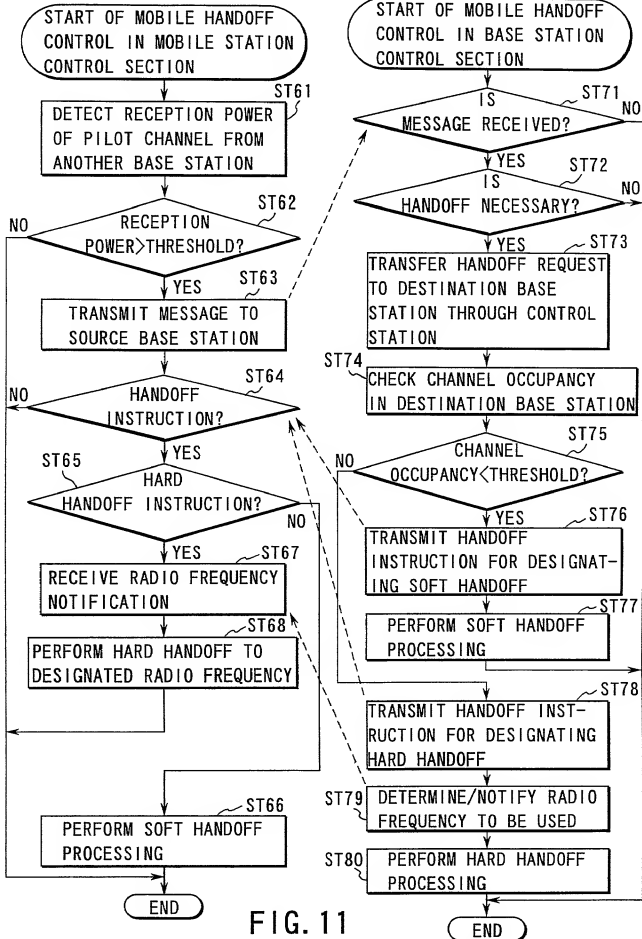 START OF MOBILE HANDOFF
CONTROL IN MOBILE STATION
CONTROL SECTION
ST61
DETECT RECEPTION POWER
OF PILOT CHANNEL FROM
ANOTHER BASE STATION
ST62
NO
RECEPTION
POWER>THRESHOLD?
YES
ST63
TRANSMIT MESSAGE TO
SOURCE BASE STATION
ST64
NO
HANDOFF
INSTRUCTION?
YES
ST65
HARD
HANDOFF INSTRUCTION?
NO
YES
ST67
RECEIVE RADIO FREQUENCY
NOTIFICATION
ST68
PERFORM HARD HANDOFF TO
DESIGNATED RADIO FREQUENCY
ST66
PERFORM SOFT HANDOFF
PROCESSING
END
START OF MOBILE HANDOFF
CONTROL IN BASE STATION
CONTROL SECTION
ST71
IS
MESSAGE RECEIVED?
NO
YES
ST72
IS
HANDOFF NECESSARY?
NO
YES
ST73
TRANSFER HANDOFF REQUEST
TO DESTINATION BASE
STATION THROUGH CONTROL
STATION
ST74
CHECK CHANNEL OCCUPANCY
IN DESTINATION BASE STATION
ST75
NO
CHANNEL
OCCUPANCY<THRESHOLD?
YES
ST76
TRANSMIT HANDOFF
INSTRUCTION FOR DESIGNAT-
ING SOFT HANDOFF
ST77
PERFORM SOFT HANDOFF
PROCESSING
ST78
TRANSMIT HANDOFF INST-
RUCTION FOR DESIGNATING
HARD HANDOFF
ST79
DETERMINE/NOTIFY RADIO
FREQUENCY TO BE USED
ST80
PERFORM HARD HANDOFF
PROCESSING
END
FIG. 11